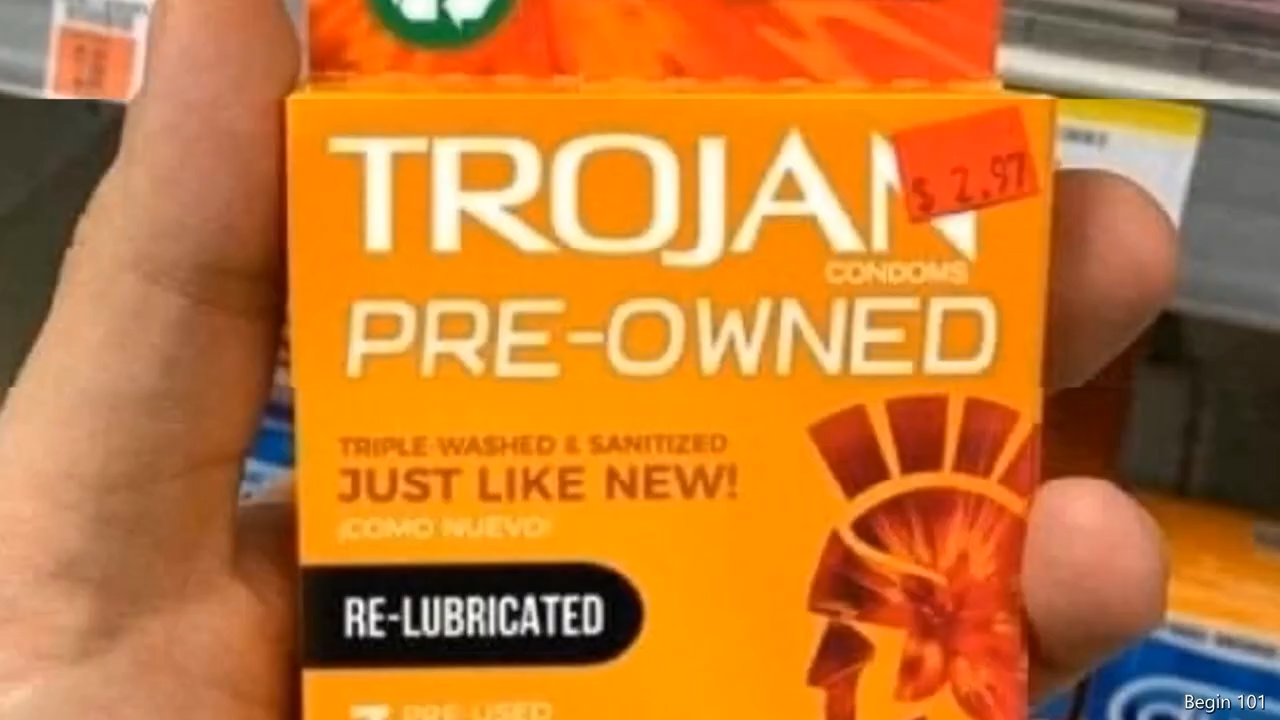 TROJAN
$ 2.97
CONDOMS
PRE-OWNED
TRIPLE WASHED & SANITIZED
JUST LIKE NEW!
¡COMO NUEVO!
RE-LUBRICATED
3 PRE-USED
Begin 101